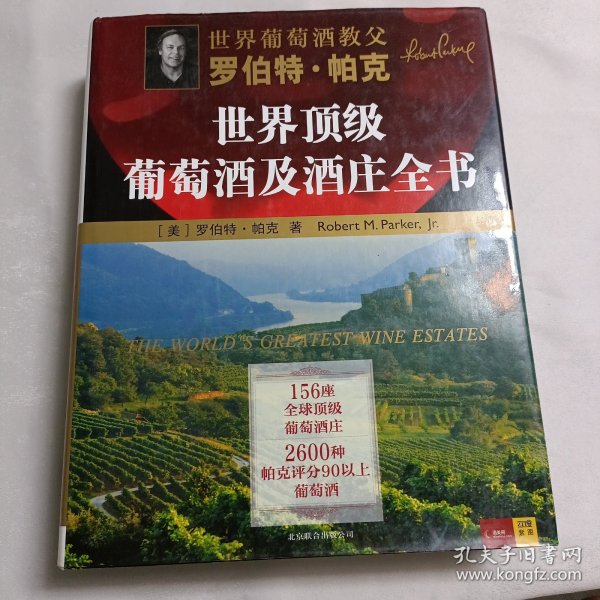 世界葡萄酒教父
罗伯特·帕克
Robert Parker
世界顶级
葡萄酒及酒庄全书
[美] 罗伯特·帕克 著 Robert M. Parker, Jr.
THE WORLD'S GREATEST WINE ESTATES
156座
全球顶级
葡萄酒庄
2600种
帕克评分90以上
葡萄酒
北京联合出版公司
孔夫子旧书网
www.kongfz.com